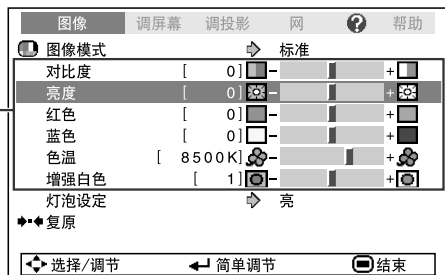 图像 调屏幕 调投影 网 ? 帮助
图像模式 标准
对比度 [ 0] - +
亮度 [ 0] - +
红色 [ 0] - +
蓝色 [ 0] - +
色温 [ 8500K] - +
增强白色 [ 1] - +
灯泡设定 亮
复原
选择/调节 简单调节 结束